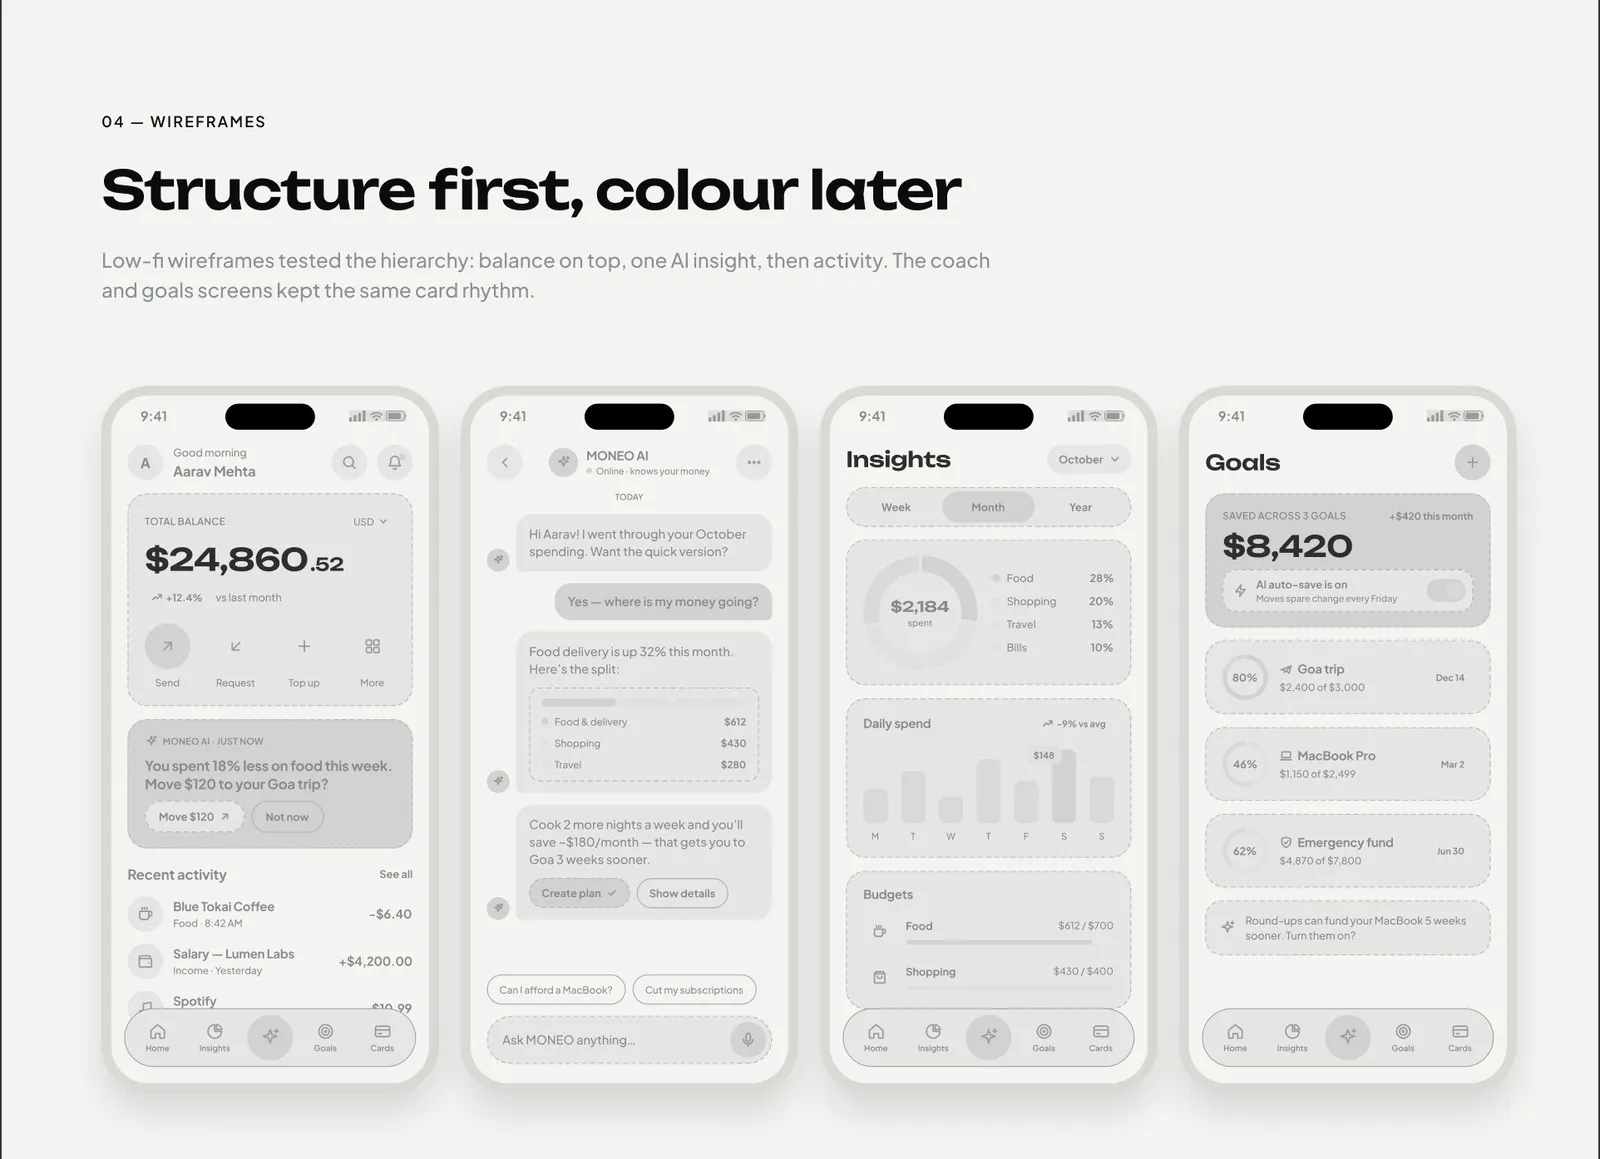 04 — WIREFRAMES
Structure first, colour later
Low-fi wireframes tested the hierarchy: balance on top, one AI insight, then activity. The coach
and goals screens kept the same card rhythm.
9:41
A
Good morning
Aarav Mehta
TOTAL BALANCE
USD
$24,860.52
+12.4% vs last month
Send
Request
Top up
More
MONEO AI · JUST NOW
You spent 18% less on food this week.
Move $120 to your Goa trip?
Move $120
Not now
Recent activity
See all
Blue Tokai Coffee
Food · 8:42 AM
-$6.40
Salary — Lumen Labs
Income · Yesterday
+$4,200.00
Spotify
$10.99
Home
Insights
Goals
Cards
9:41
MONEO AI
Online · knows your money
TODAY
Hi Aarav! I went through your October
spending. Want the quick version?
Yes — where is my money going?
Food delivery is up 32% this month.
Here's the split:
Food & delivery $612
Shopping $430
Travel $280
Cook 2 more nights a week and you'll
save ~$180/month — that gets you to
Goa 3 weeks sooner.
Create plan
Show details
Can I afford a MacBook?
Cut my subscriptions
Ask MONEO anything...
9:41
Insights
October
Week
Month
Year
$2,184
spent
Food 28%
Shopping 20%
Travel 13%
Bills 10%
Daily spend
-9% vs avg
$148
M T W T F S S
Budgets
Food $612 / $700
Shopping $430 / $400
Home
Insights
Goals
Cards
9:41
Goals
SAVED ACROSS 3 GOALS
+$420 this month
$8,420
AI auto-save is on
Moves spare change every Friday
80%
Goa trip
$2,400 of $3,000
Dec 14
46%
MacBook Pro
$1,150 of $2,499
Mar 2
62%
Emergency fund
$4,870 of $7,800
Jun 30
Round-ups can fund your MacBook 5 weeks
sooner. Turn them on?
Home
Insights
Goals
Cards